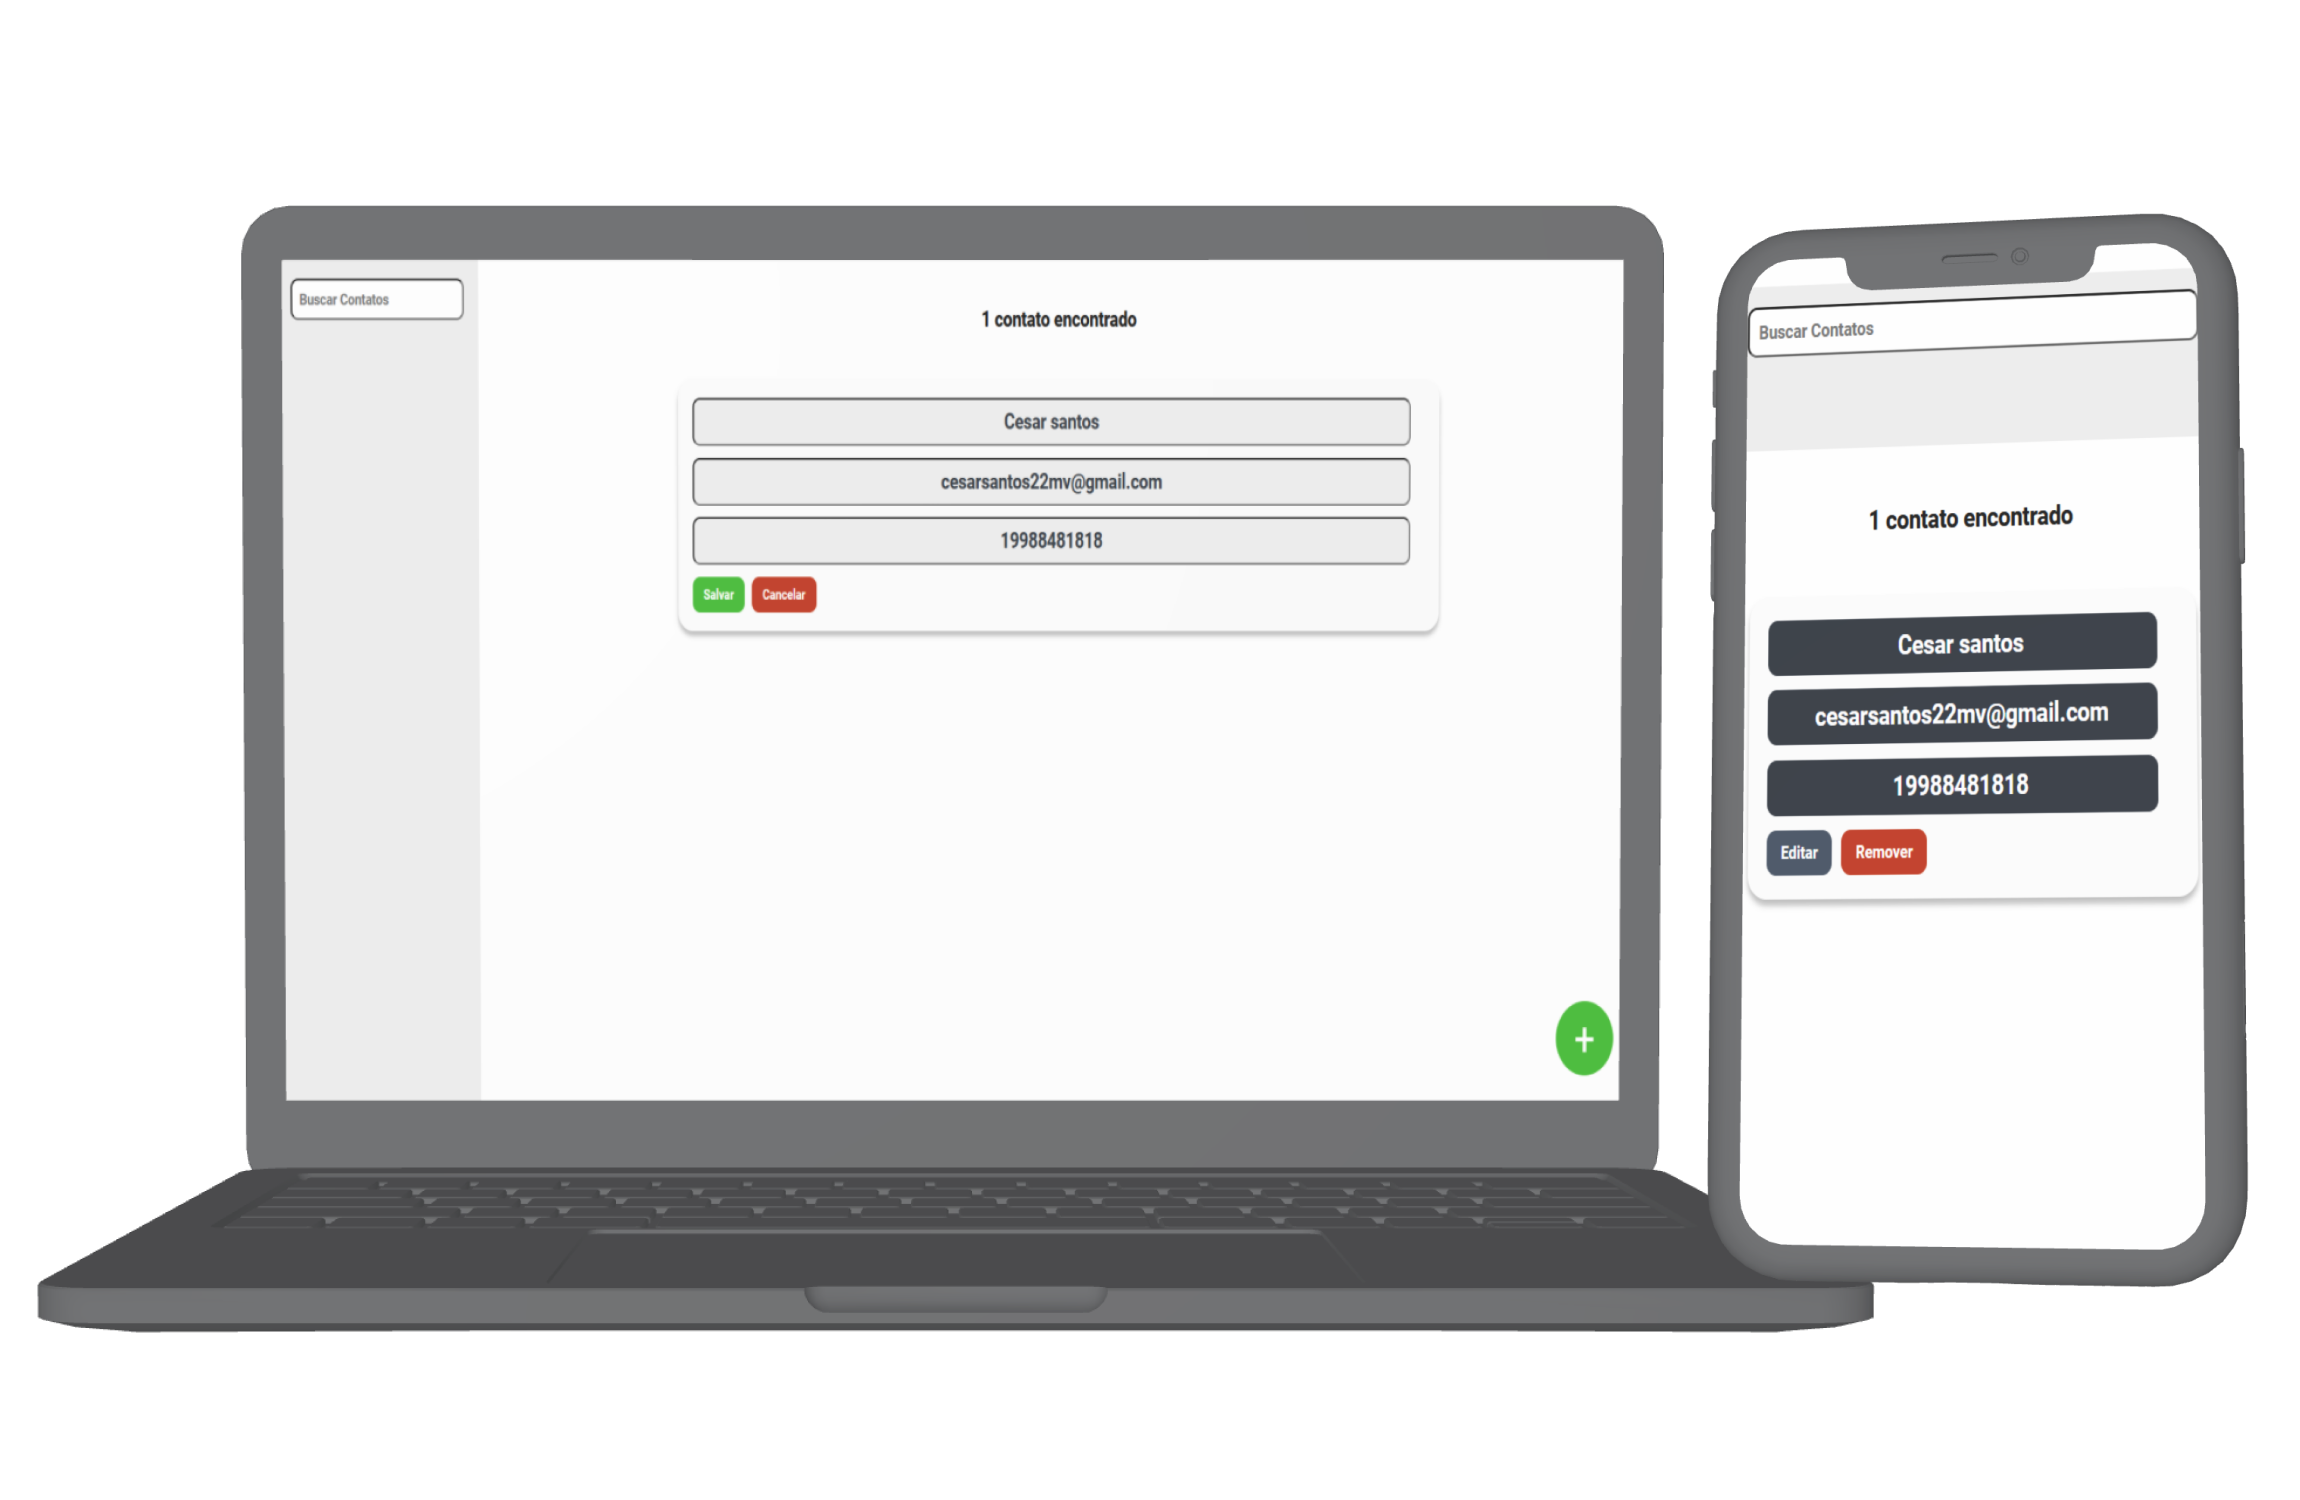 Buscar Contatos
1 contato encontrado
Cesar santos
cesarsantos22mv@gmail.com
19988481818
Salvar Cancelar
+
Buscar Contatos
1 contato encontrado
Cesar santos
cesarsantos22mv@gmail.com
19988481818
Editar Remover